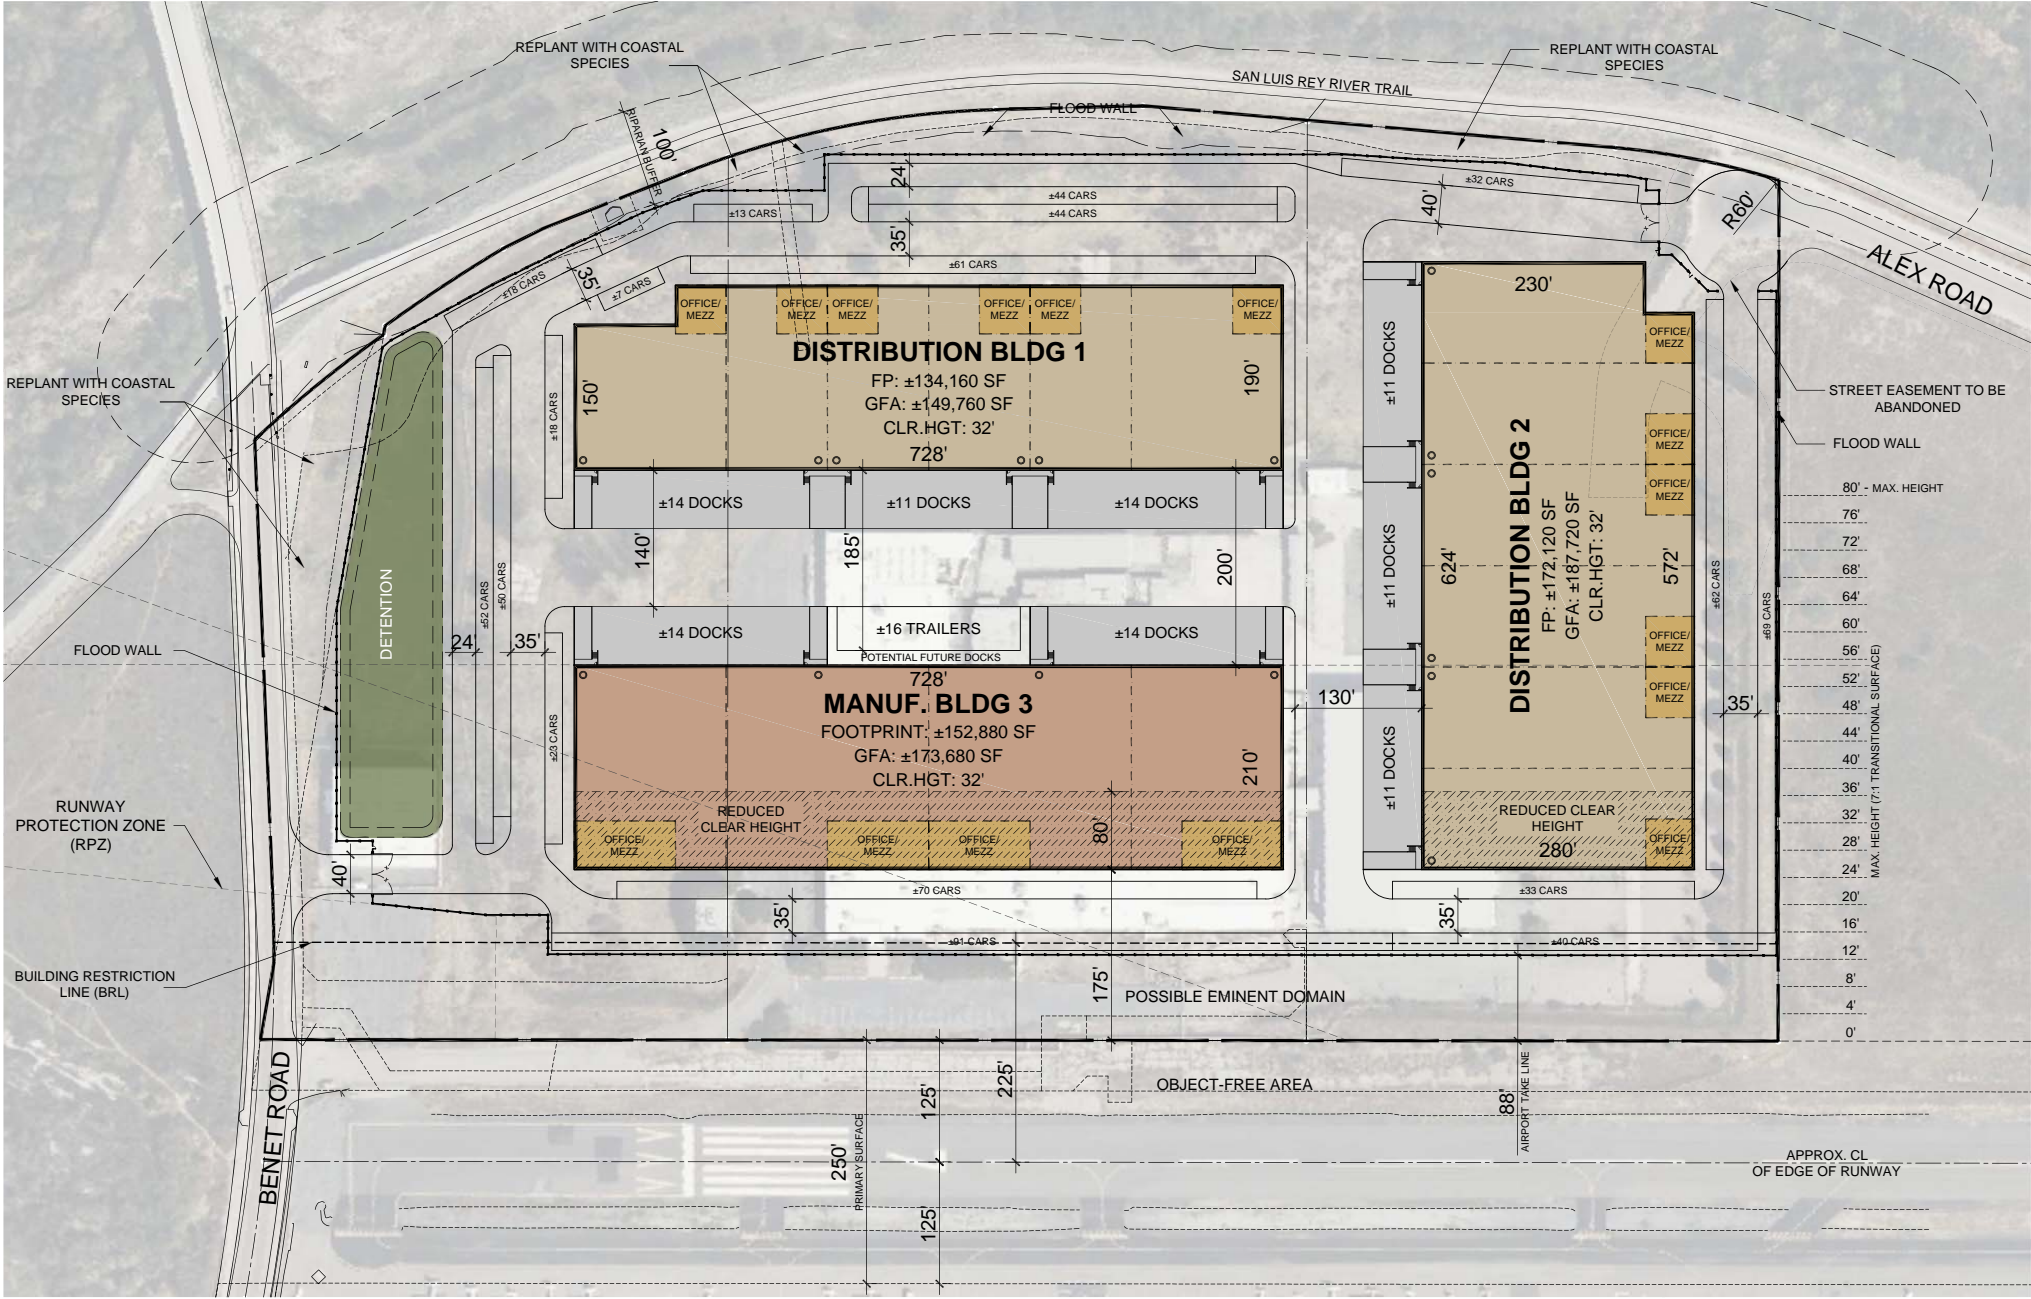 REPLANT WITH COASTAL
SPECIES
REPLANT WITH COASTAL
SPECIES
SAN LUIS REY RIVER TRAIL
FLOOD WALL
100'
RIPARIAN BUFFER
24'
±44 CARS
±44 CARS
±32 CARS
40'
R60'
±13 CARS
35'
ALEX ROAD
±61 CARS
±18 CARS
35'
±7 CARS
230'
OFFICE/
MEZZ
OFFICE/
MEZZ
OFFICE/
MEZZ
OFFICE/
MEZZ
OFFICE/
MEZZ
OFFICE/
MEZZ
DISTRIBUTION BLDG 1
FP: ±134,160 SF
GFA: ±149,760 SF
CLR.HGT: 32'
728'
150'
190'
±18 CARS
±11 DOCKS
OFFICE/
MEZZ
REPLANT WITH COASTAL
SPECIES
STREET EASEMENT TO BE
ABANDONED
OFFICE/
MEZZ
FLOOD WALL
OFFICE/
MEZZ
±14 DOCKS
±11 DOCKS
±14 DOCKS
140'
185'
200'
±11 DOCKS
624'
DISTRIBUTION BLDG 2
FP: ±172,120 SF
GFA: ±187,720 SF
CLR.HGT: 32'
572'
±62 CARS
±69 CARS
DETENTION
±52 CARS
±50 CARS
24'
35'
±14 DOCKS
±16 TRAILERS
±14 DOCKS
POTENTIAL FUTURE DOCKS
OFFICE/
MEZZ
OFFICE/
MEZZ
FLOOD WALL
728'
MANUF. BLDG 3
FOOTPRINT: ±152,880 SF
GFA: ±173,680 SF
CLR.HGT: 32'
210'
±23 CARS
130'
35'
±11 DOCKS
REDUCED
CLEAR HEIGHT
80'
OFFICE/
MEZZ
OFFICE/
MEZZ
OFFICE/
MEZZ
OFFICE/
MEZZ
REDUCED CLEAR
HEIGHT
280'
OFFICE/
MEZZ
80' - MAX. HEIGHT
76'
72'
68'
64'
60'
56'
52'
48'
44'
40'
36'
32'
28'
24'
20'
16'
12'
8'
4'
0'
MAX. HEIGHT (7:1 TRANSITIONAL SURFACE)
RUNWAY
PROTECTION ZONE
(RPZ)
40'
±70 CARS
±33 CARS
35'
35'
±91 CARS
±40 CARS
BUILDING RESTRICTION
LINE (BRL)
175'
POSSIBLE EMINENT DOMAIN
BENET ROAD
225'
125'
OBJECT-FREE AREA
88'
AIRPORT TAKE LINE
250'
PRIMARY SURFACE
125'
APPROX. CL
OF EDGE OF RUNWAY